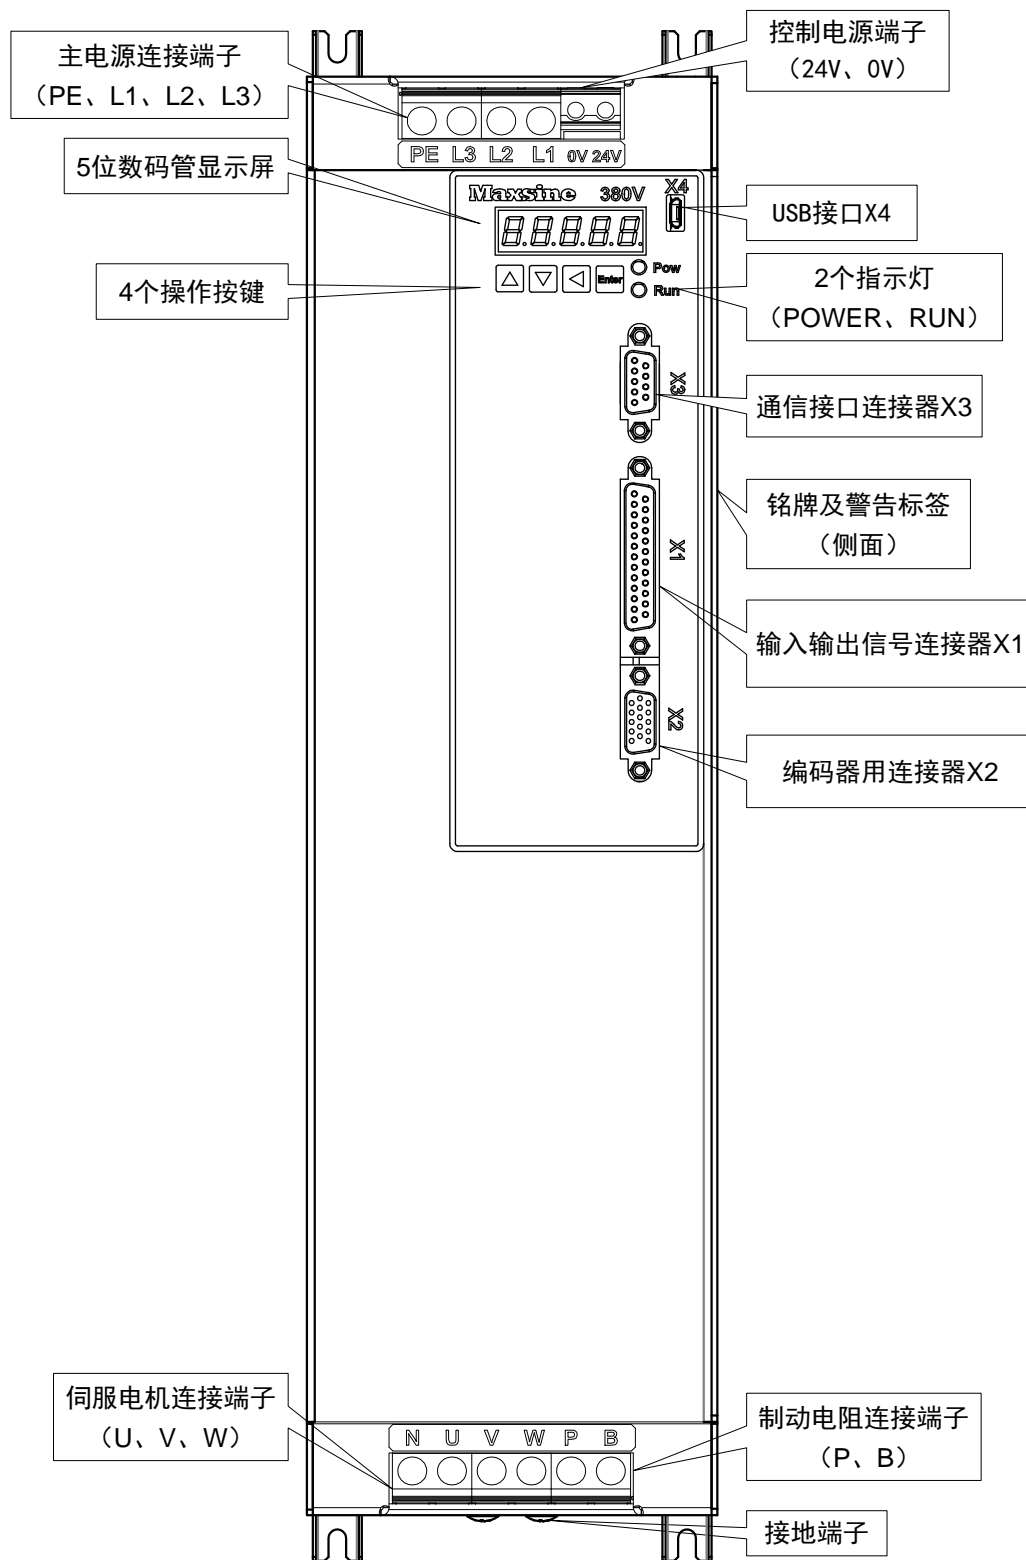 主电源连接端子
（PE、L1、L2、L3）
控制电源端子
（24V、0V）
PE L3 L2 L1 0V 24V
5位数码管显示屏
Maxsine 380V X4
USB接口X4
8.8.8.8.8
4个操作按键
Enter
Pow
Run
2个指示灯
（POWER、RUN）
X3
通信接口连接器X3
铭牌及警告标签
（侧面）
X1
输入输出信号连接器X1
X2
编码器用连接器X2
伺服电机连接端子
（U、V、W）
N U V W P B
制动电阻连接端子
（P、B）
接地端子